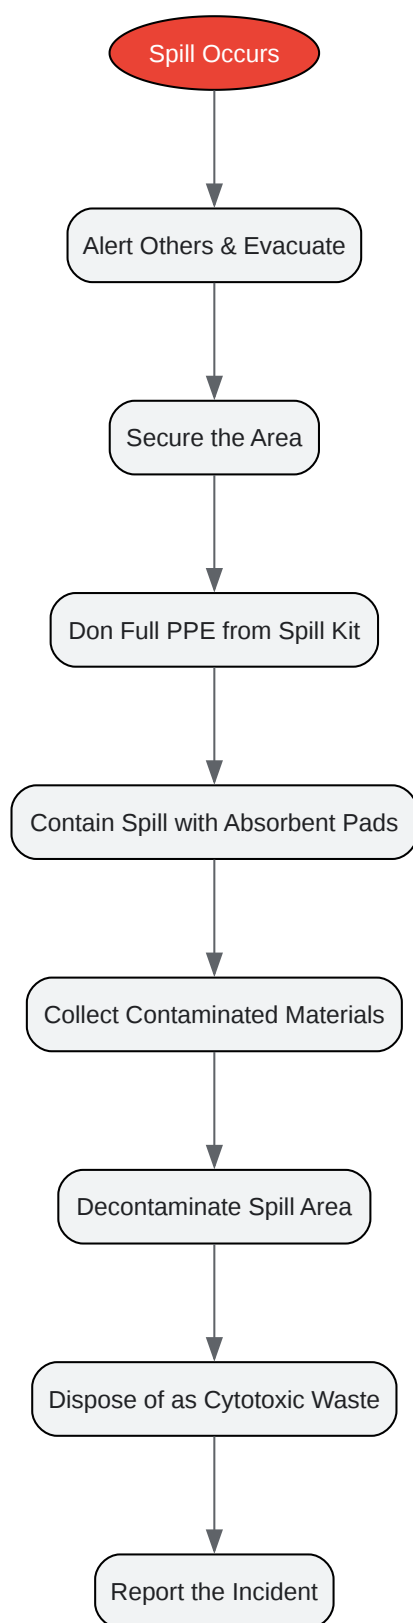 Spill Occurs
Alert Others & Evacuate
Secure the Area
Don Full PPE from Spill Kit
Contain Spill with Absorbent Pads
Collect Contaminated Materials
Decontaminate Spill Area
Dispose of as Cytotoxic Waste
Report the Incident